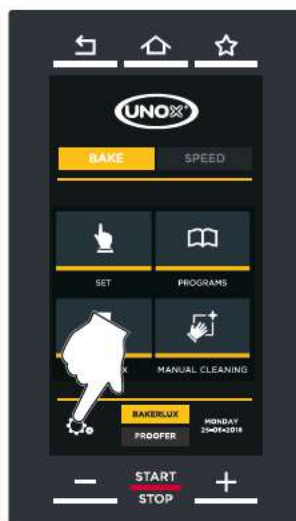 UNOX
BAKE SPEED
SET PROGRAMS
MANUAL CLEANING
BAKERLUX
PROOFER
MONDAY
START
STOP